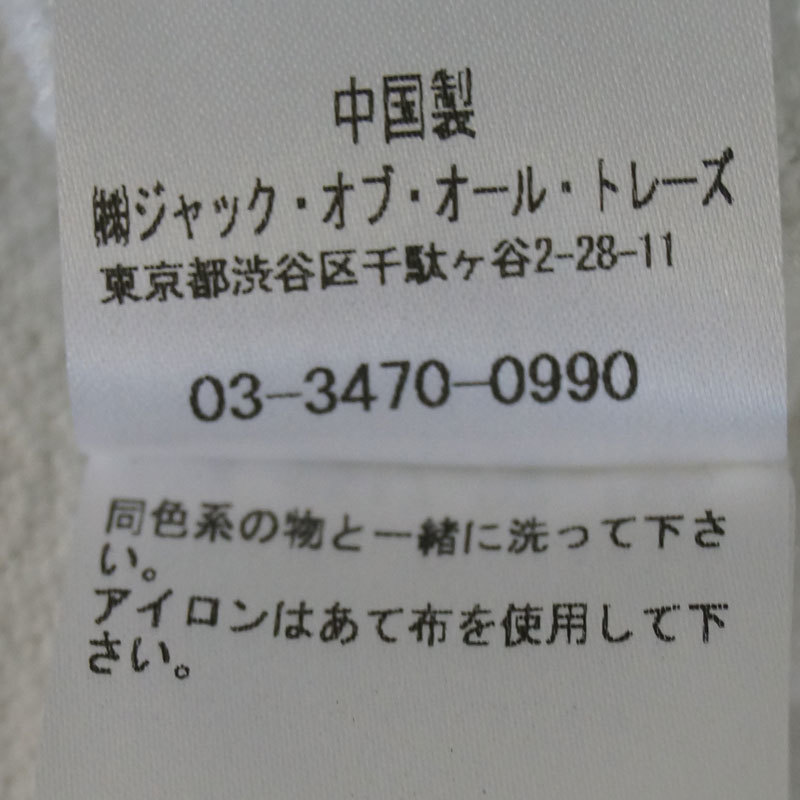 中国製
㈱ジャック・オブ・オール・トレーズ
東京都渋谷区千駄ヶ谷2-28-11
03-3470-0990
同色系の物と一緒に洗って下さ
い。
アイロンはあて布を使用して下
さい。